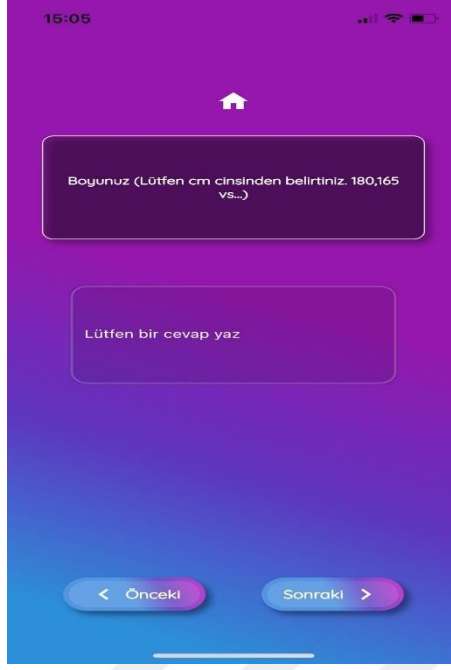 15:05
Boyunuz (Lütfen cm cinsinden belirtiniz. 180,165
vs...)
Lütfen bir cevap yaz
< Önceki
Sonraki >